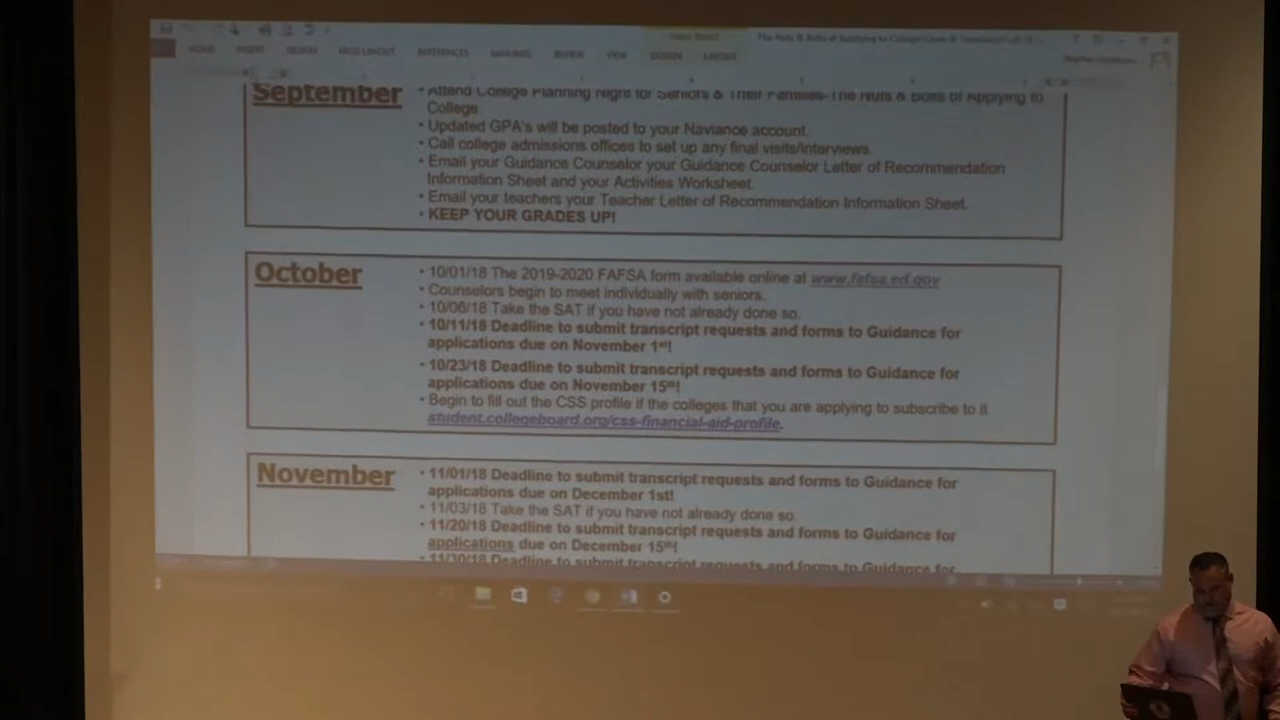 HOME INSERT DESIGN PAGE LAYOUT REFERENCES MAILINGS REVIEW VIEW DESIGN LAYOUT
September
• Attend College Planning Night for Seniors & Their Families-The Nuts & Bolts of Applying to
College.
• Updated GPA's will be posted to your Naviance account.
• Call college admissions offices to set up any final visits/interviews.
• Email your Guidance Counselor your Guidance Counselor Letter of Recommendation
Information Sheet and your Activities Worksheet.
• Email your teachers your Teacher Letter of Recommendation Information Sheet.
• KEEP YOUR GRADES UP!
October
• 10/01/18 The 2019-2020 FAFSA form available online at www.fafsa.ed.gov
• Counselors begin to meet individually with seniors.
• 10/06/18 Take the SAT if you have not already done so.
• 10/11/18 Deadline to submit transcript requests and forms to Guidance for
applications due on November 1st!
• 10/23/18 Deadline to submit transcript requests and forms to Guidance for
applications due on November 15th!
• Begin to fill out the CSS profile if the colleges that you are applying to subscribe to it
student.collegeboard.org/css-financial-aid-profile.
November
• 11/01/18 Deadline to submit transcript requests and forms to Guidance for
applications due on December 1st!
• 11/03/18 Take the SAT if you have not already done so.
• 11/20/18 Deadline to submit transcript requests and forms to Guidance for
applications due on December 15th!
• 11/30/18 Deadline to submit transcript requests and forms to Guidance for